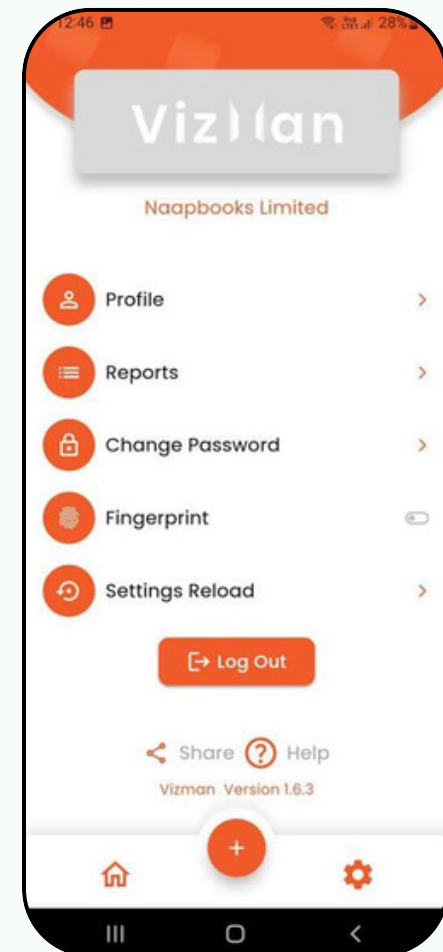 12:46 28%
VizMan
Naapbooks Limited
Profile
Reports
Change Password
Fingerprint
Settings Reload
Log Out
Share ? Help
Vizman Version 1.6.3
+